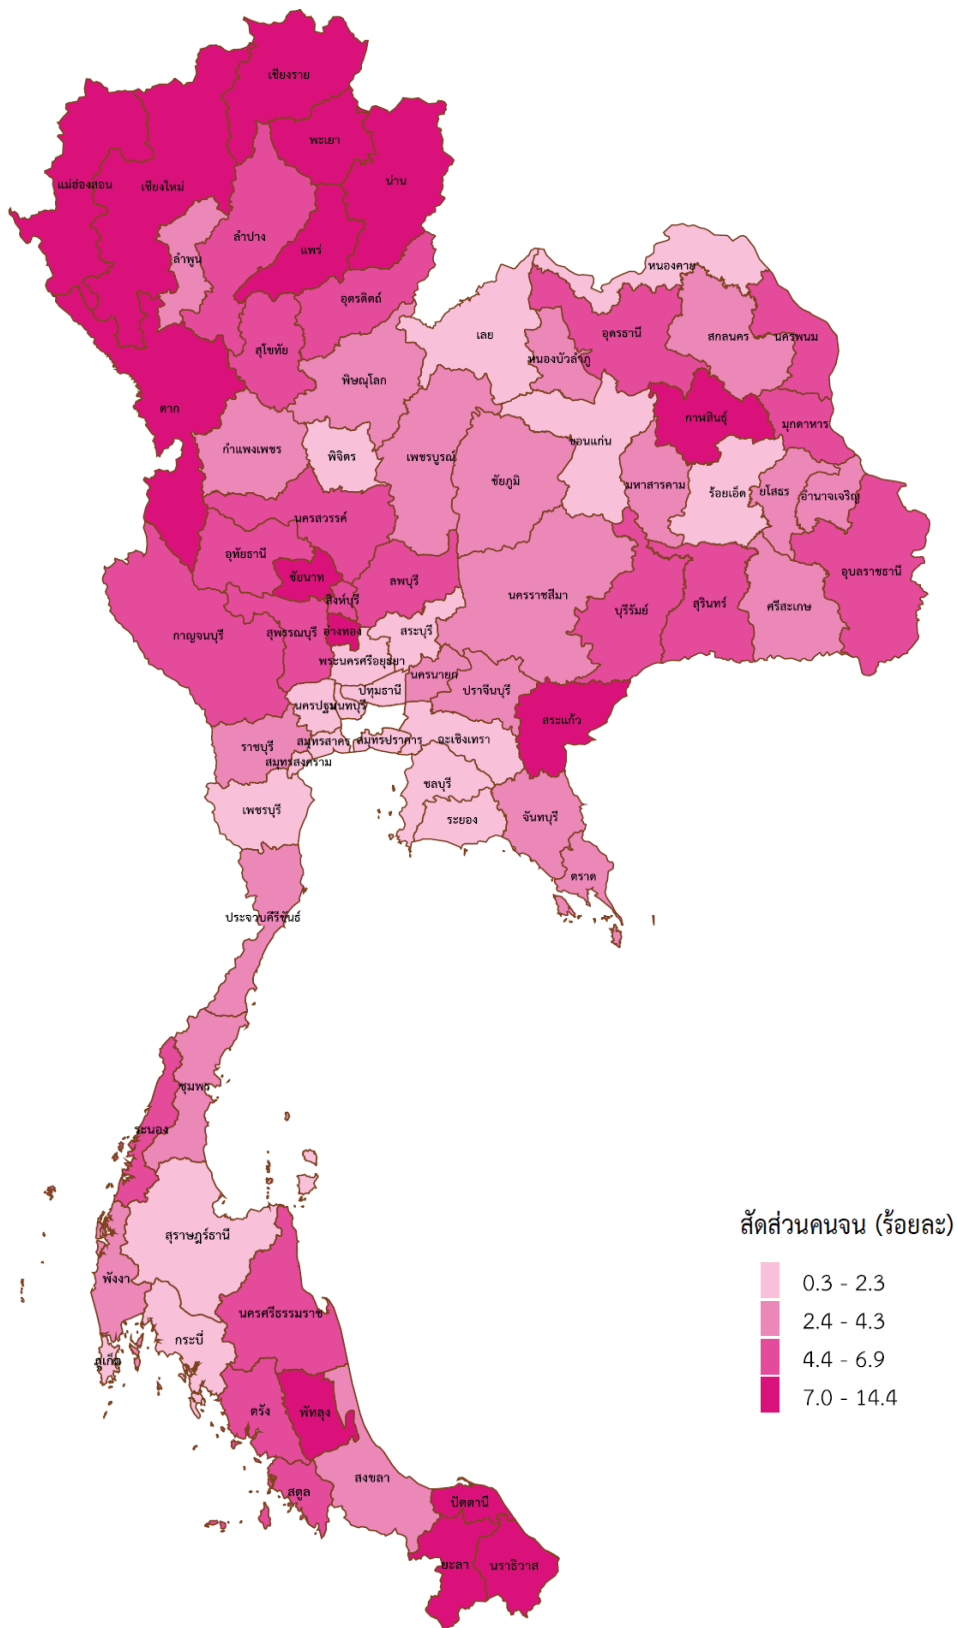 เชียงราย
พะเยา
น่าน
แม่ฮ่องสอน
เชียงใหม่
ลำปาง
แพร่
ลำพูน
หนองคาย
อุตรดิตถ์
เลย
อุดรธานี
สกลนคร
นครพนม
สุโขทัย
หนองบัวลำภู
พิษณุโลก
ตาก
กาฬสินธุ์
มุกดาหาร
กำแพงเพชร
พิจิตร
เพชรบูรณ์
ขอนแก่น
ชัยภูมิ
มหาสารคาม
ร้อยเอ็ด
ยโสธร
อำนาจเจริญ
นครสวรรค์
อุทัยธานี
ชัยนาท
ลพบุรี
อุบลราชธานี
สิงห์บุรี
นครราชสีมา
บุรีรัมย์
สุรินทร์
ศรีสะเกษ
กาญจนบุรี
สุพรรณบุรี
อ่างทอง
สระบุรี
พระนครศรีอยุธยา
นครนายก
ปทุมธานี
ปราจีนบุรี
นครปฐม
นนทบุรี
สระแก้ว
ราชบุรี
สมุทรสาคร
สมุทรปราการ
ฉะเชิงเทรา
สมุทรสงคราม
ชลบุรี
เพชรบุรี
ระยอง
จันทบุรี
ตราด
ประจวบคีรีขันธ์
ชุมพร
ระนอง
สุราษฎร์ธานี
พังงา
นครศรีธรรมราช
กระบี่
ภูเก็ต
ตรัง
พัทลุง
สงขลา
สตูล
ปัตตานี
ยะลา
นราธิวาส
สัดส่วนคนจน (ร้อยละ)
0.3 - 2.3
2.4 - 4.3
4.4 - 6.9
7.0 - 14.4